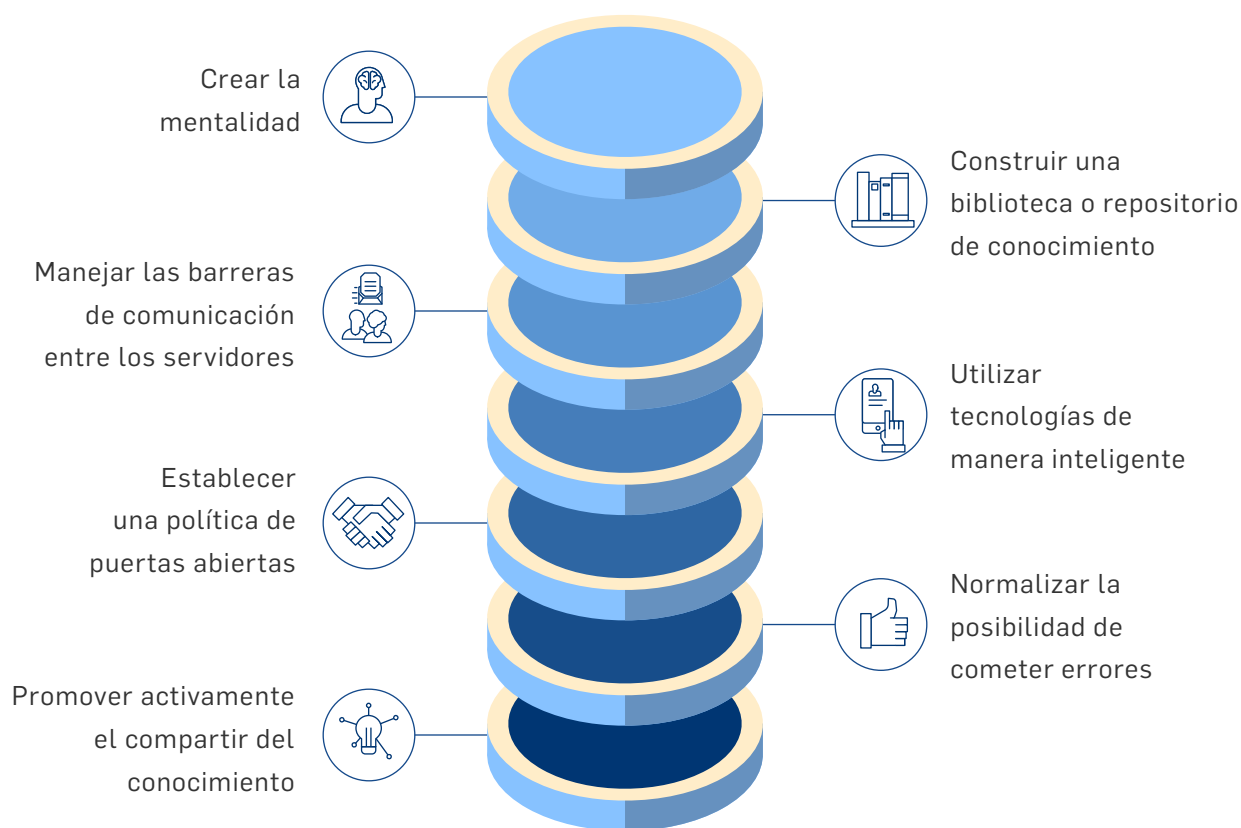 Crear la
mentalidad
Construir una
biblioteca o repositorio
de conocimiento
Manejar las barreras
de comunicación
entre los servidores
Utilizar
tecnologías de
manera inteligente
Establecer
una política de
puertas abiertas
Normalizar la
posibilidad de
cometer errores
Promover activamente
el compartir del
conocimiento